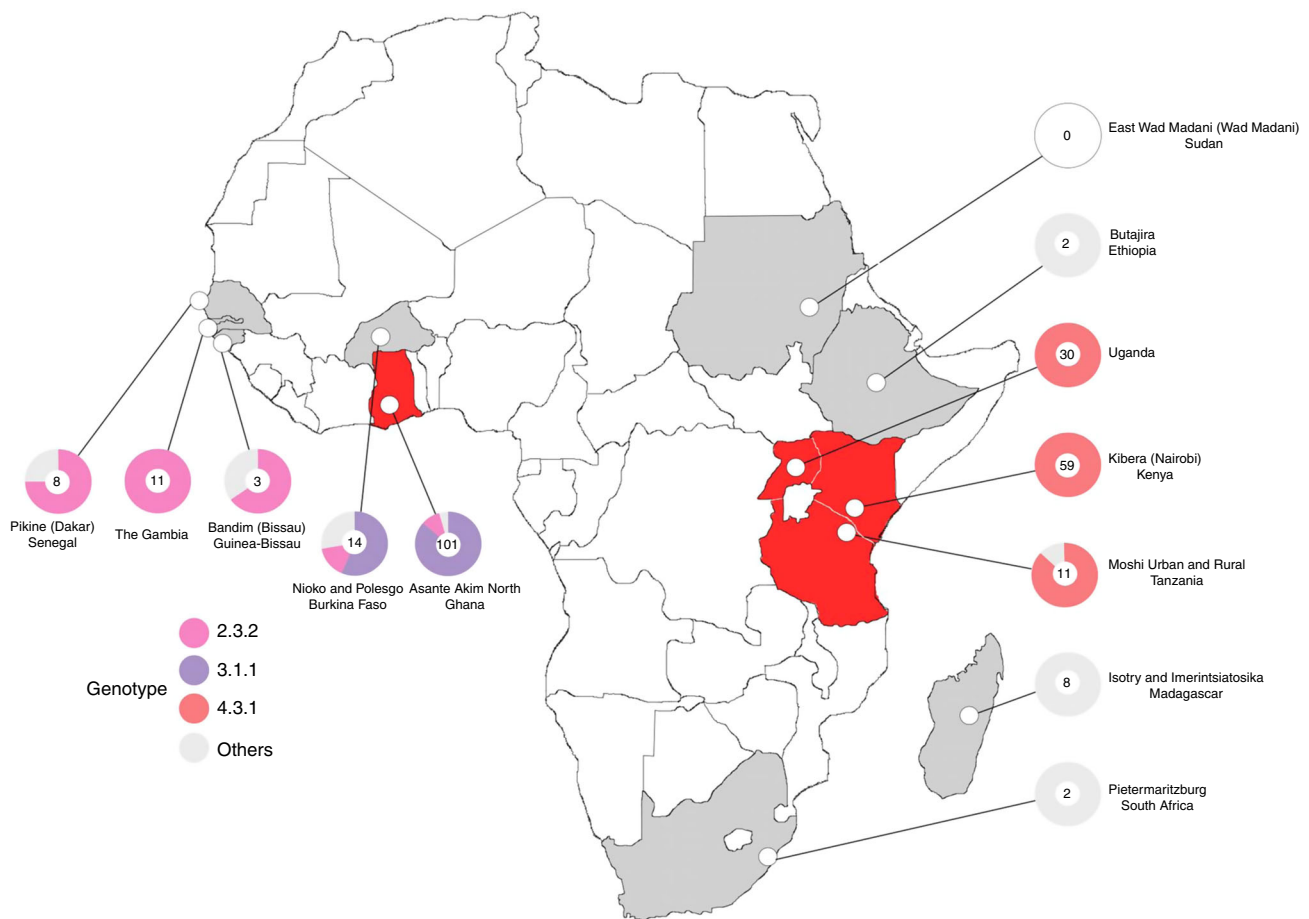 0
East Wad Madani (Wad Madani)
Sudan
2
Butajira
Ethiopia
30
Uganda
59
Kibera (Nairobi)
Kenya
11
Moshi Urban and Rural
Tanzania
8
Isotry and Imerintsiatosika
Madagascar
2
Pietermaritzburg
South Africa
8
Pikine (Dakar)
Senegal
11
The Gambia
3
Bandim (Bissau)
Guinea-Bissau
14
Nioko and Polesgo
Burkina Faso
101
Asante Akim North
Ghana
Genotype
2.3.2
3.1.1
4.3.1
Others